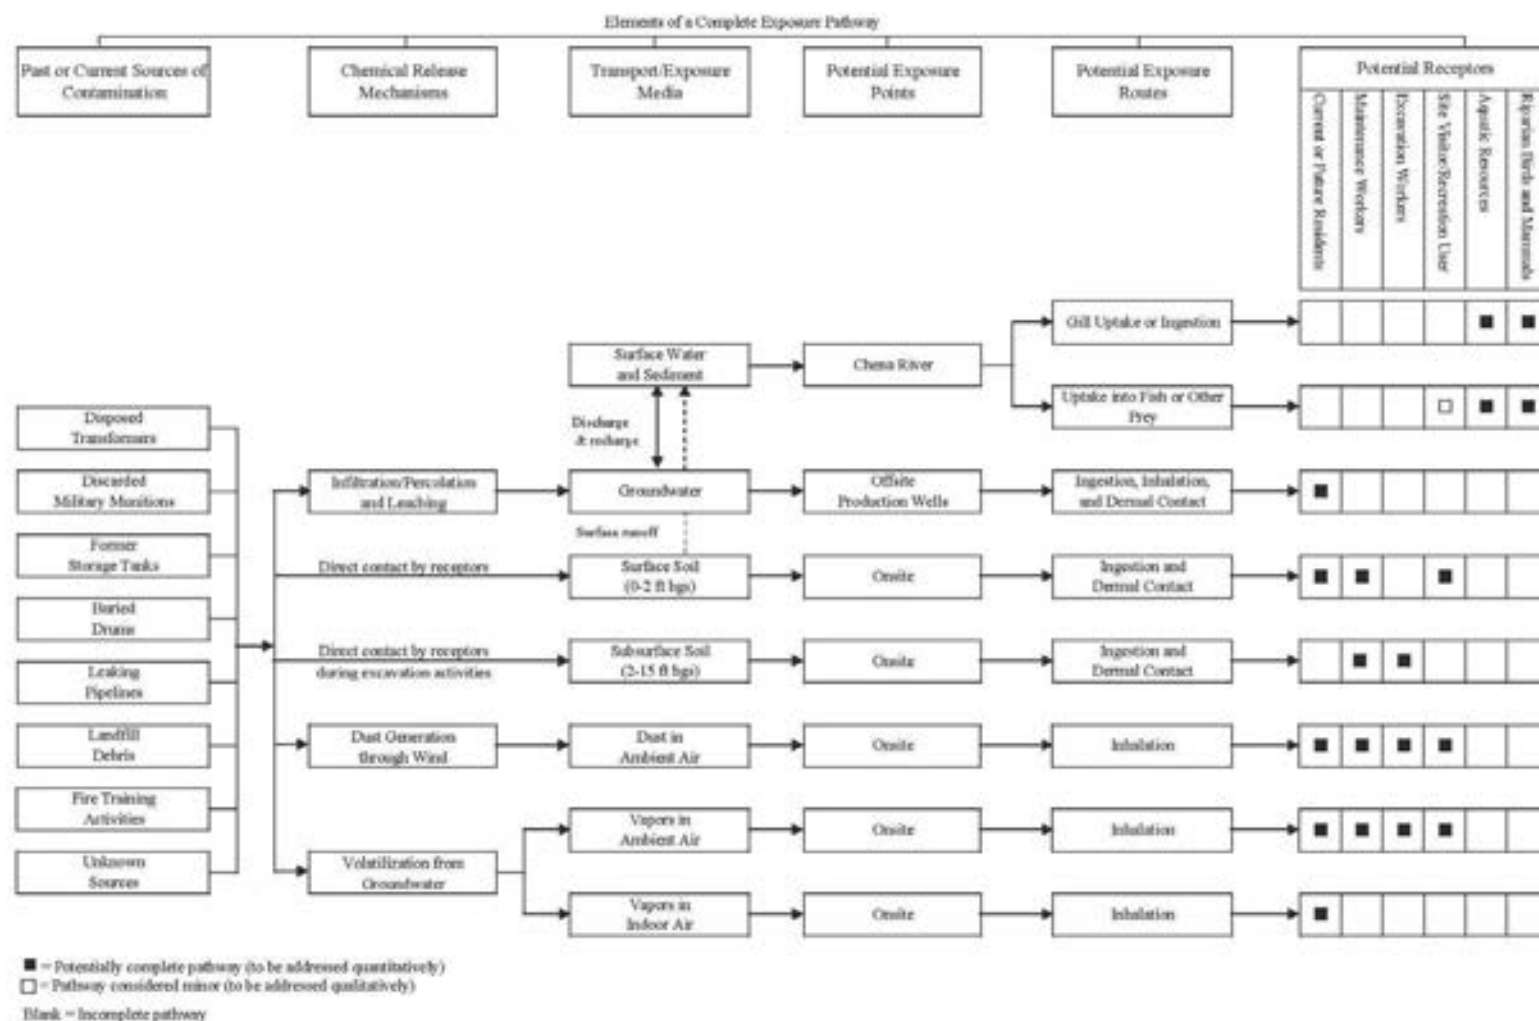 Elements of a Complete Exposure Pathway
Past or Current Sources of
Contamination
Chemical Release
Mechanisms
Transport/Exposure
Media
Potential Exposure
Points
Potential Exposure
Routes
Potential Receptors
Current or Future Residents
Maintenance Workers
Excavation Workers
Site Visitor/Recreation User
Aquatic Resources
Riparian Birds and Mammals
Gill Uptake or Ingestion
Surface Water
and Sediment
Chena River
Uptake into Fish or Other
Prey
Discharge
& recharge
Disposed
Transformers
Discarded
Military Munitions
Former
Storage Tanks
Buried
Drums
Leaking
Pipelines
Landfill
Debris
Fire Training
Activities
Unknown
Sources
Infiltration/Percolation
and Leaching
Groundwater
Offsite
Production Wells
Ingestion, Inhalation,
and Dermal Contact
Surface runoff
Direct contact by receptors
Surface Soil
(0-2 ft bgs)
Onsite
Ingestion and
Dermal Contact
Direct contact by receptors
during excavation activities
Subsurface Soil
(2-15 ft bgs)
Onsite
Ingestion and
Dermal Contact
Dust Generation
through Wind
Dust in
Ambient Air
Onsite
Inhalation
Volatilization from
Groundwater
Vapors in
Ambient Air
Onsite
Inhalation
Vapors in
Indoor Air
Onsite
Inhalation
■ = Potentially complete pathway (to be addressed quantitatively)
□ = Pathway considered minor (to be addressed qualitatively)
Blank = Incomplete pathway